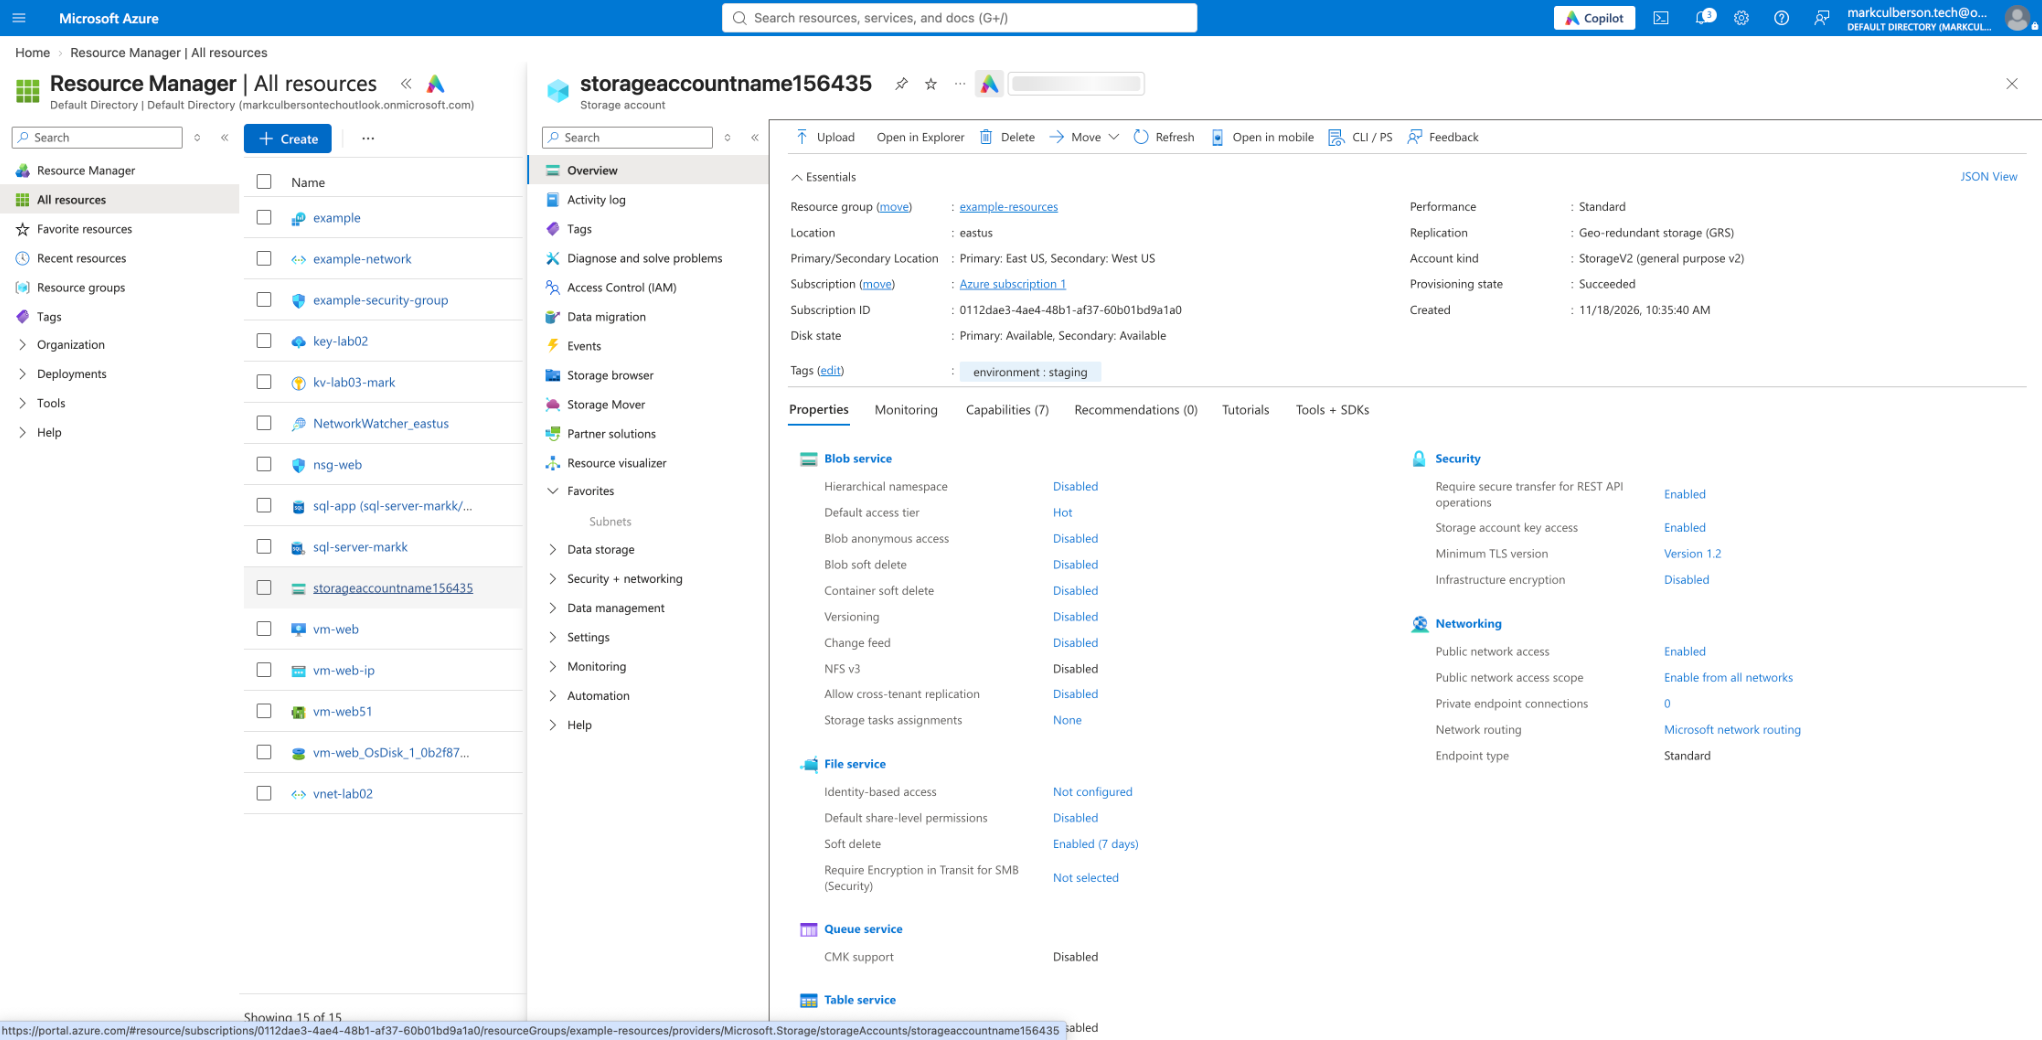 Microsoft Azure
Search resources, services, and docs (G+/)
Copilot
3
markculberson.tech@o...
DEFAULT DIRECTORY (MARKCUL...
Home > Resource Manager | All resources
Resource Manager | All resources
Default Directory | Default Directory (markculbersontechoutlook.onmicrosoft.com)
Search
Resource Manager
All resources
Favorite resources
Recent resources
Resource groups
Tags
Organization
Deployments
Tools
Help
Create
Name
example
example-network
example-security-group
key-lab02
kv-lab03-mark
NetworkWatcher_eastus
nsg-web
sql-app (sql-server-markk/...
sql-server-markk
storageaccountname156435
vm-web
vm-web-ip
vm-web51
vm-web_OsDisk_1_0b2f87...
vnet-lab02
Showing 15 of 15
storageaccountname156435
Storage account
Search
Overview
Activity log
Tags
Diagnose and solve problems
Access Control (IAM)
Data migration
Events
Storage browser
Storage Mover
Partner solutions
Resource visualizer
Favorites
Subnets
Data storage
Security + networking
Data management
Settings
Monitoring
Automation
Help
Upload Open in Explorer Delete Move Refresh Open in mobile CLI / PS Feedback
Essentials
JSON View
Resource group (move) : example-resources
Location : eastus
Primary/Secondary Location : Primary: East US, Secondary: West US
Subscription (move) : Azure subscription 1
Subscription ID : 0112dae3-4ae4-48b1-af37-60b01bd9a1a0
Disk state : Primary: Available, Secondary: Available
Tags (edit) : environment : staging
Performance : Standard
Replication : Geo-redundant storage (GRS)
Account kind : StorageV2 (general purpose v2)
Provisioning state : Succeeded
Created : 11/18/2026, 10:35:40 AM
Properties Monitoring Capabilities (7) Recommendations (0) Tutorials Tools + SDKs
Blob service
Hierarchical namespace Disabled
Default access tier Hot
Blob anonymous access Disabled
Blob soft delete Disabled
Container soft delete Disabled
Versioning Disabled
Change feed Disabled
NFS v3 Disabled
Allow cross-tenant replication Disabled
Storage tasks assignments None
File service
Identity-based access Not configured
Default share-level permissions Disabled
Soft delete Enabled (7 days)
Require Encryption in Transit for SMB
(Security) Not selected
Queue service
CMK support Disabled
Table service
sabled
Security
Require secure transfer for REST API
operations Enabled
Storage account key access Enabled
Minimum TLS version Version 1.2
Infrastructure encryption Disabled
Networking
Public network access Enabled
Public network access scope Enable from all networks
Private endpoint connections 0
Network routing Microsoft network routing
Endpoint type Standard
https://portal.azure.com/#resource/subscriptions/0112dae3-4ae4-48b1-af37-60b01bd9a1a0/resourceGroups/example-resources/providers/Microsoft.Storage/storageAccounts/storageaccountname156435